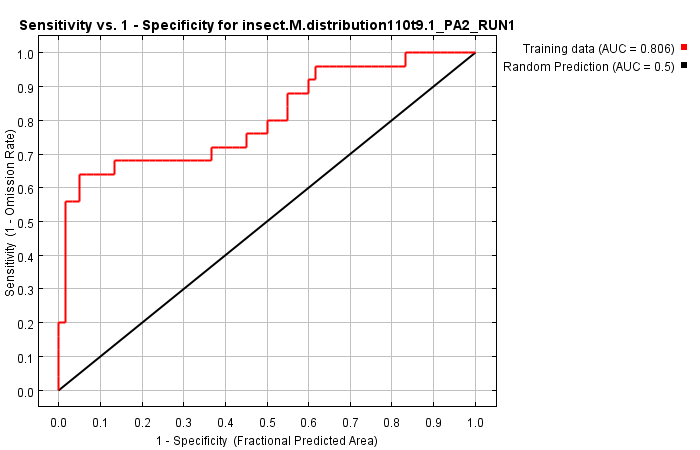 Sensitivity vs. 1 - Specificity for insect.M.distribution110t9.1_PA2_RUN1
Training data (AUC = 0.806)
Random Prediction (AUC = 0.5)
Sensitivity (1 - Omission Rate)
1.0
0.9
0.8
0.7
0.6
0.5
0.4
0.3
0.2
0.1
0.0
0.0 0.1 0.2 0.3 0.4 0.5 0.6 0.7 0.8 0.9 1.0
1 - Specificity (Fractional Predicted Area)